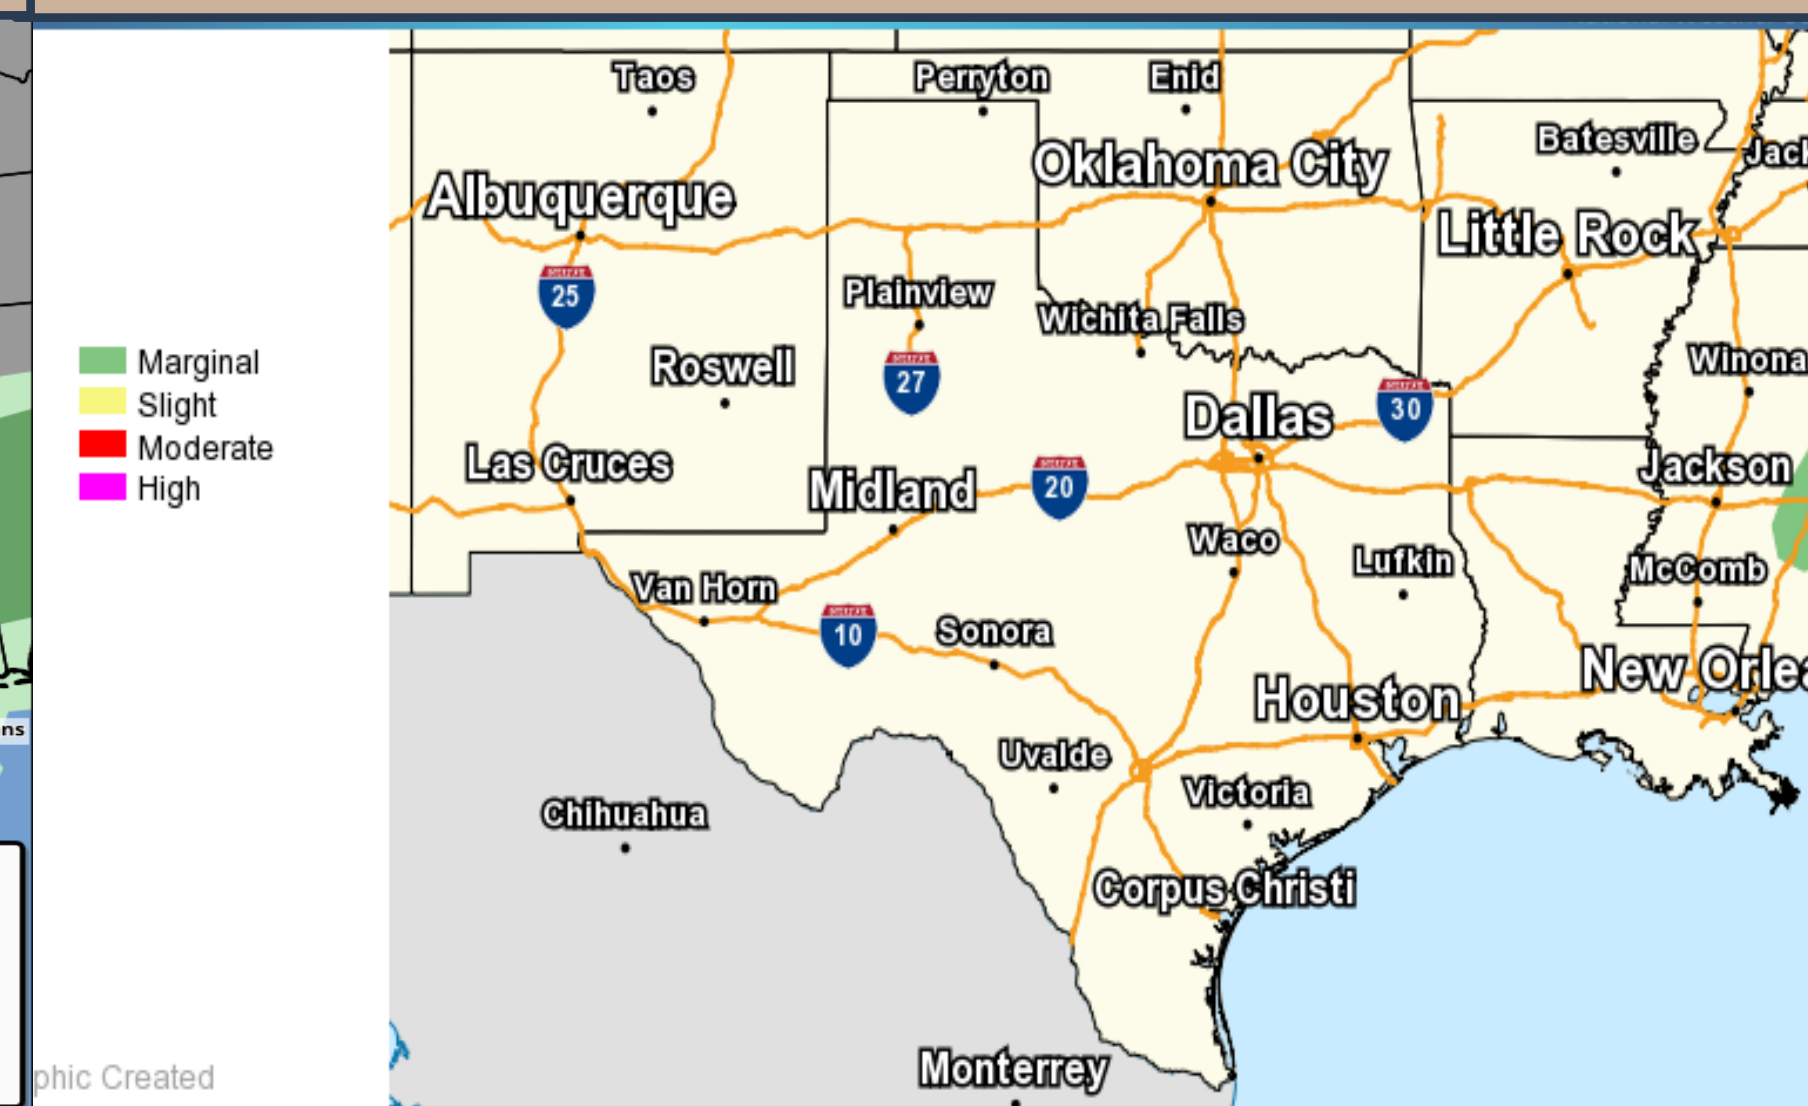 Taos
Perryton
Enid
Batesville
Oklahoma City
Albuquerque
Little Rock
25
Plainview
Wichita Falls
Marginal
Roswell
27
Winona
Slight
30
Dallas
Moderate
Las Cruces
Jackson
High
Midland
20
Waco
Lufkin
McComb
Van Horn
10
Sonora
New
Houston
ns
Uvalde
Victoria
Chihuahua
Corpus Christi
Monterrey
phic Created